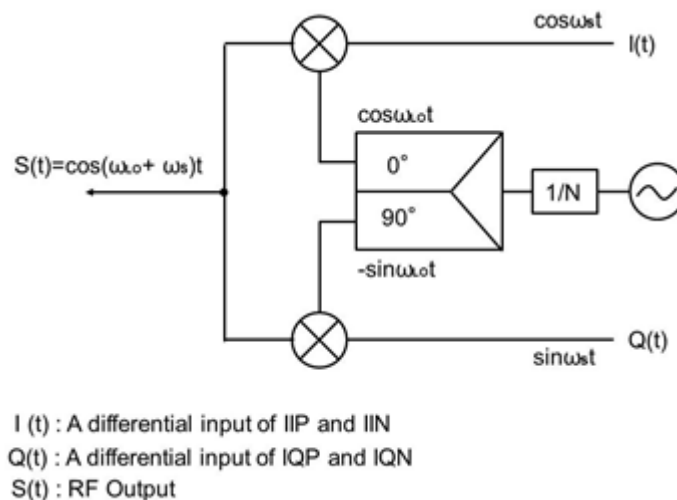 cosωst
I(t)
cosωLOt
S(t)=cos(ωLO+ ωs)t
0°
1/N
90°
-sinωLOt
Q(t)
sinωst
I (t) : A differential input of IIP and IIN
Q(t) : A differential input of IQP and IQN
S(t) : RF Output